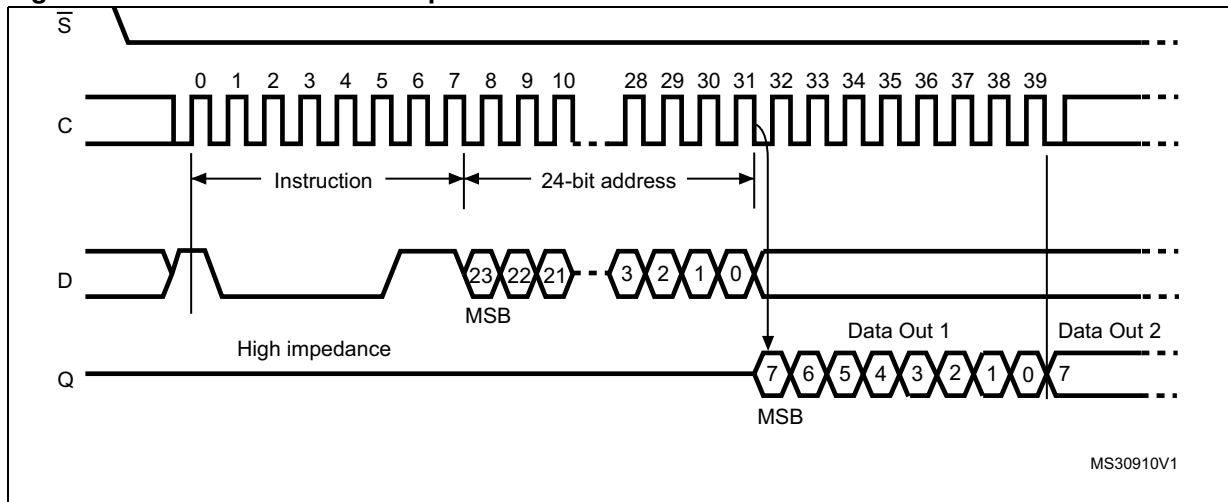 S
0 1 2 3 4 5 6 7 8 9 10 28 29 30 31 32 33 34 35 36 37 38 39
C
Instruction 24-bit address
D 23 22 21 3 2 1 0
MSB
High impedance Data Out 1 Data Out 2
Q 7 6 5 4 3 2 1 0 7
MSB
MS30910V1